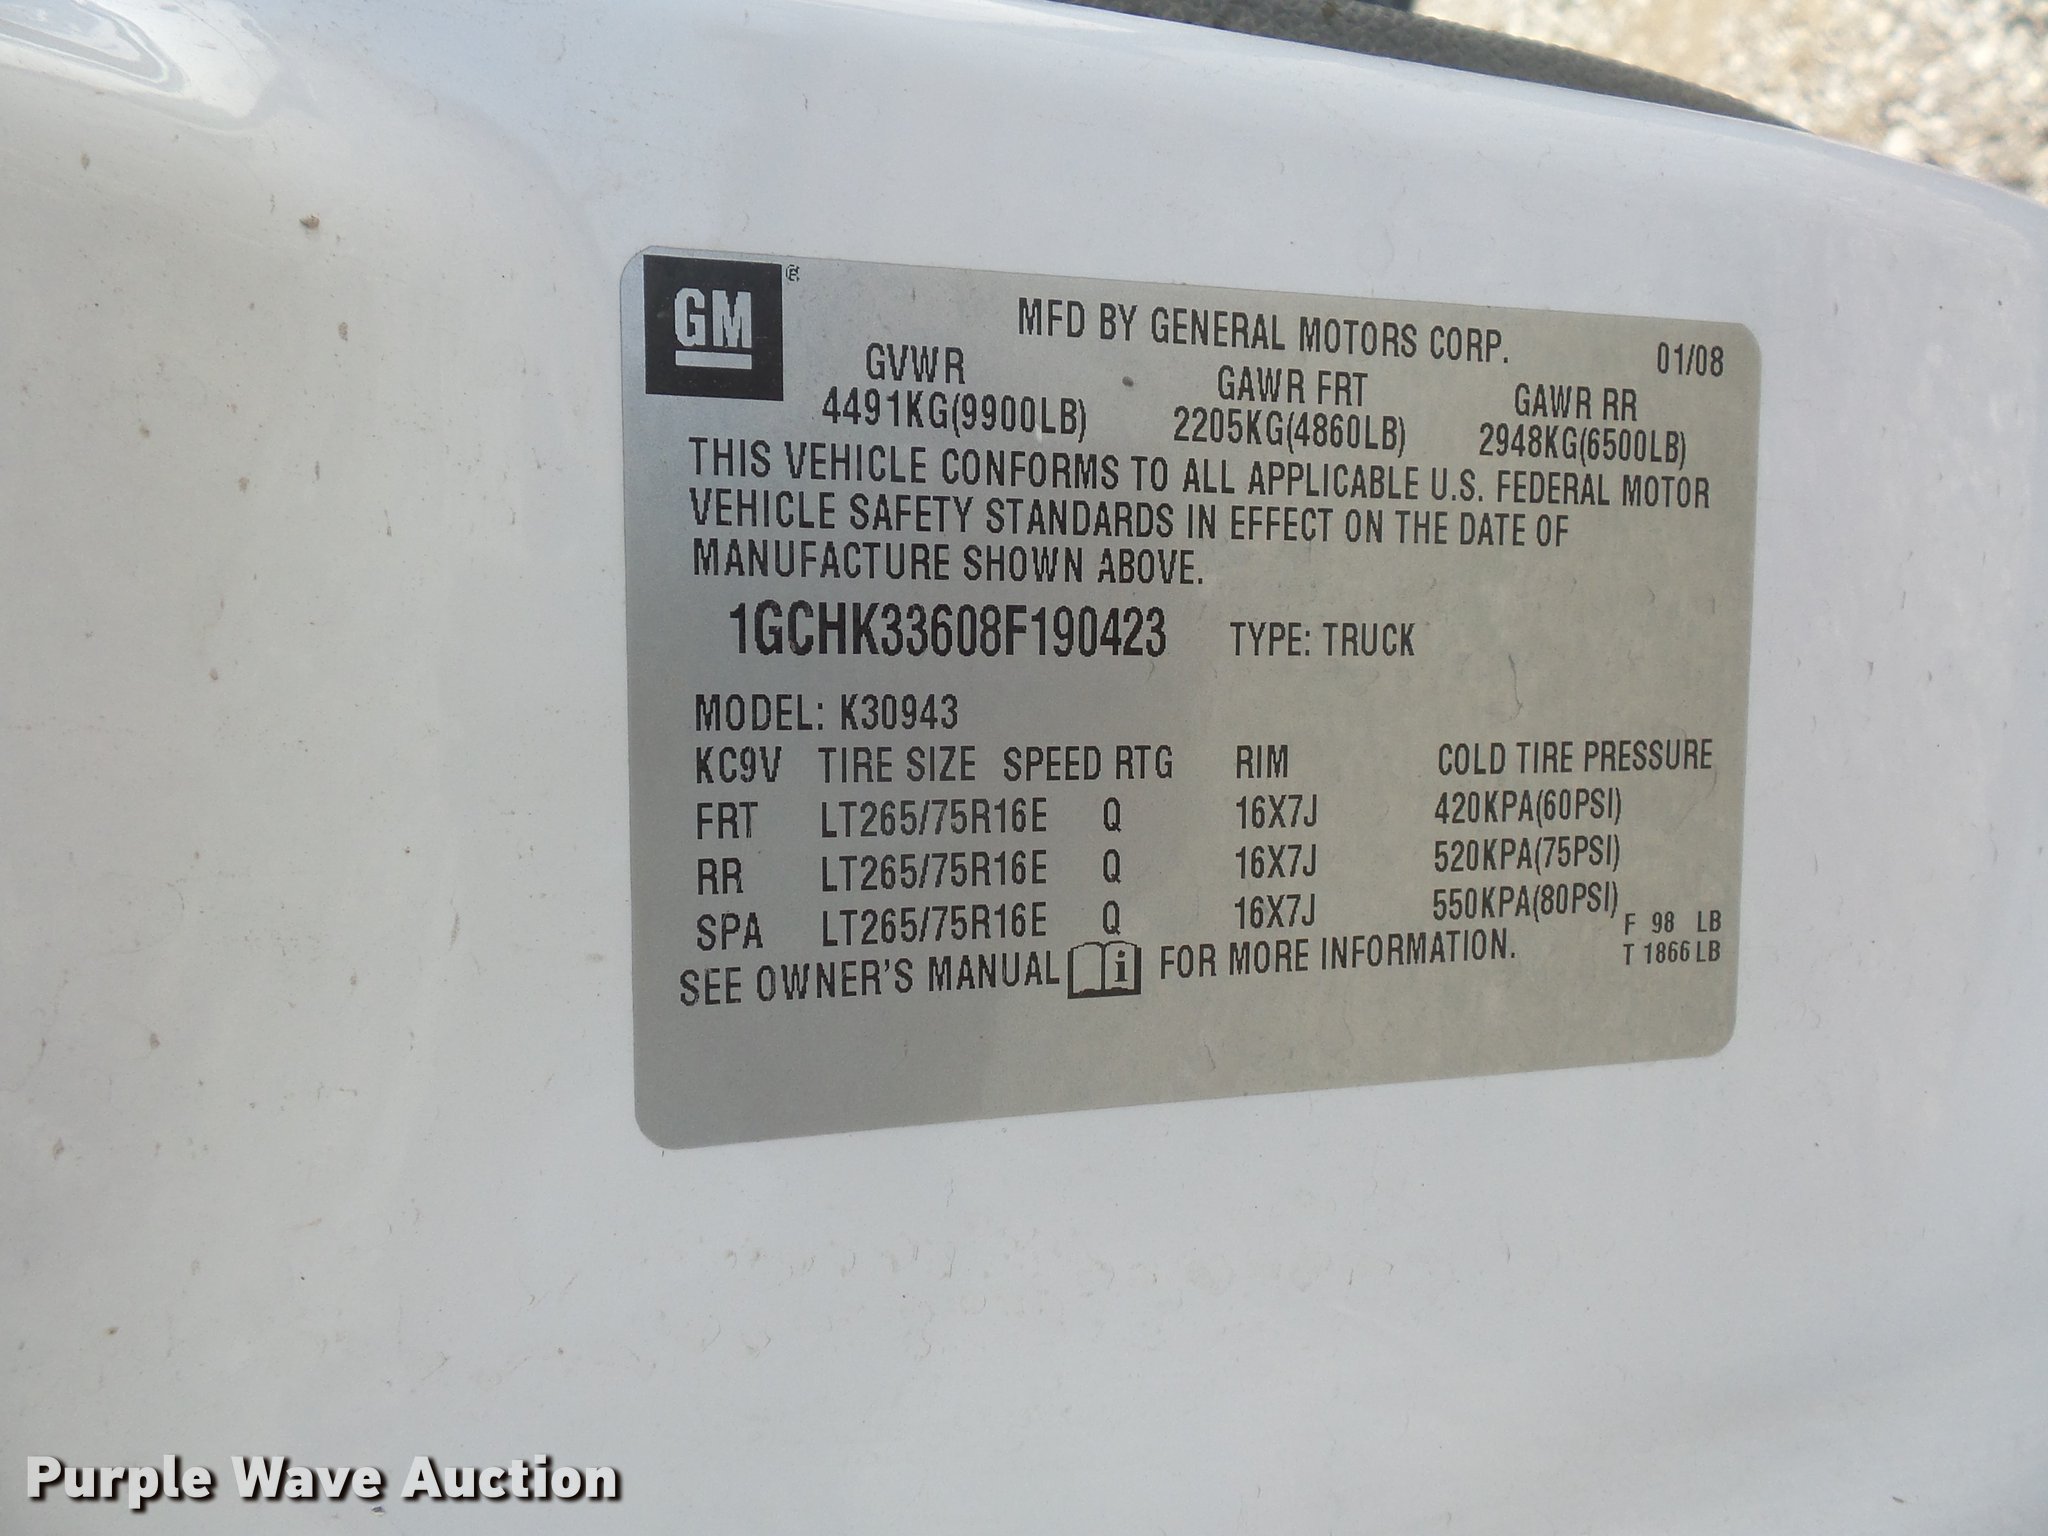 GM ®
MFD BY GENERAL MOTORS CORP. 01/08
GVWR GAWR FRT GAWR RR
4491KG(9900LB) 2205KG(4860LB) 2948KG(6500LB)
THIS VEHICLE CONFORMS TO ALL APPLICABLE U.S. FEDERAL MOTOR
VEHICLE SAFETY STANDARDS IN EFFECT ON THE DATE OF
MANUFACTURE SHOWN ABOVE.
1GCHK33608F190423 TYPE: TRUCK
MODEL: K30943
KC9V TIRE SIZE SPEED RTG RIM COLD TIRE PRESSURE
FRT LT265/75R16E Q 16X7J 420KPA(60PSI)
RR LT265/75R16E Q 16X7J 520KPA(75PSI)
SPA LT265/75R16E Q 16X7J 550KPA(80PSI)
F 98 LB
T 1866 LB
SEE OWNER'S MANUAL i FOR MORE INFORMATION.
Purple Wave Auction